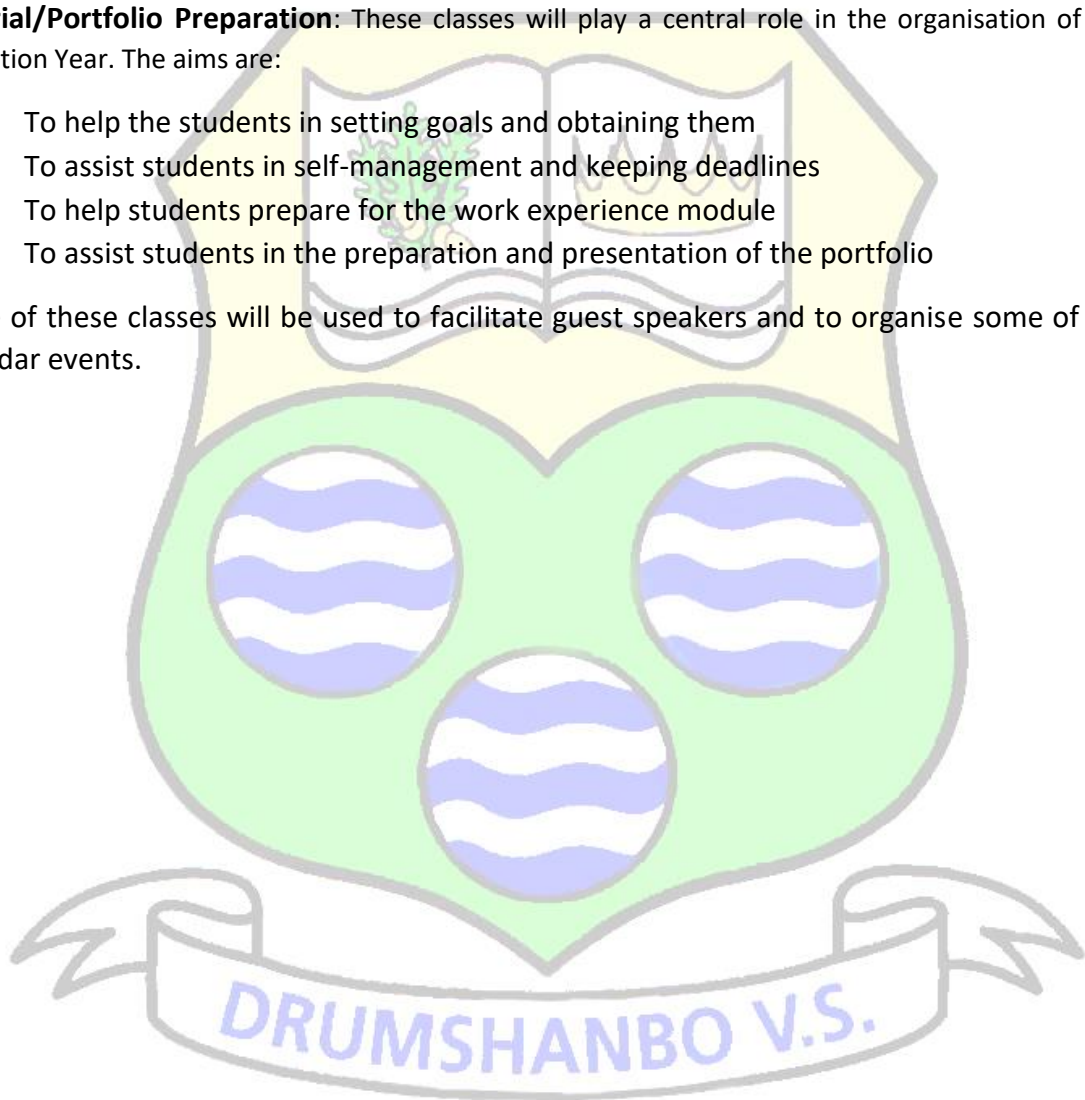 rial/Portfolio Preparation: These classes will play a central role in the organisation of
tion Year. The aims are:
To help the students in setting goals and obtaining them
To assist students in self-management and keeping deadlines
To help students prepare for the work experience module
To assist students in the preparation and presentation of the portfolio
of these classes will be used to facilitate guest speakers and to organise some of
dar events.
DRUMSHANBO V.S.